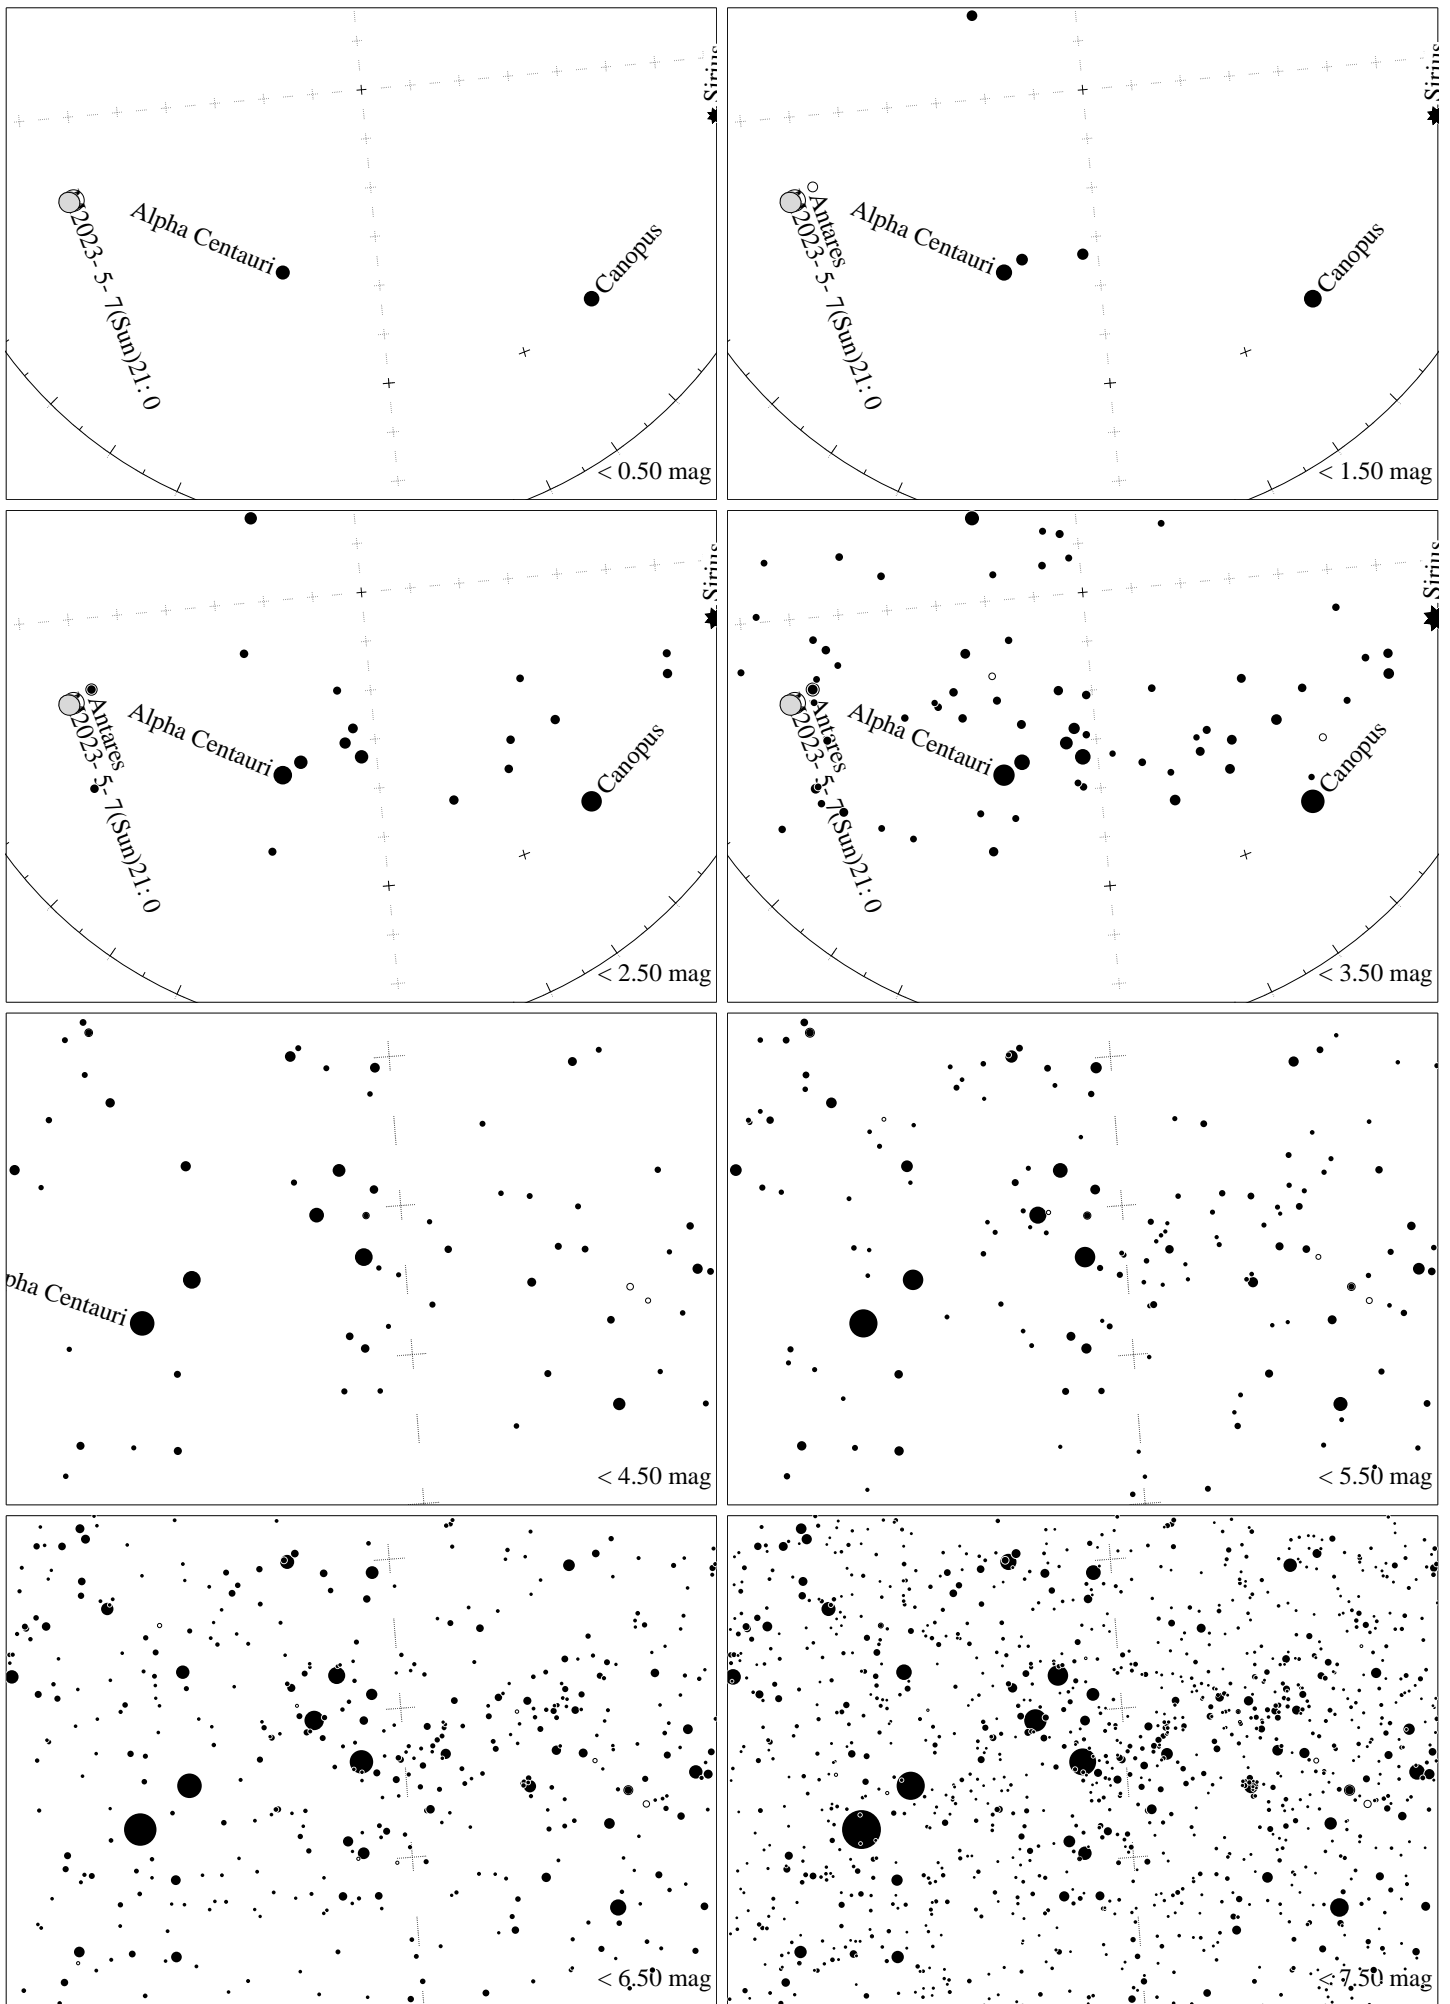 Sirius
Alpha Centauri
2023- 5- 7(Sun)21: 0
Canopus
< 0.50 mag
Sirius
Antares
Alpha Centauri
2023- 5- 7(Sun)21: 0
Canopus
< 1.50 mag
Sirius
Antares
Alpha Centauri
2023- 5- 7(Sun)21: 0
Canopus
< 2.50 mag
Sirius
Antares
Alpha Centauri
2023- 5- 7(Sun)21: 0
Canopus
< 3.50 mag
pha Centauri
< 4.50 mag
< 5.50 mag
< 6.50 mag
< 7.50 mag